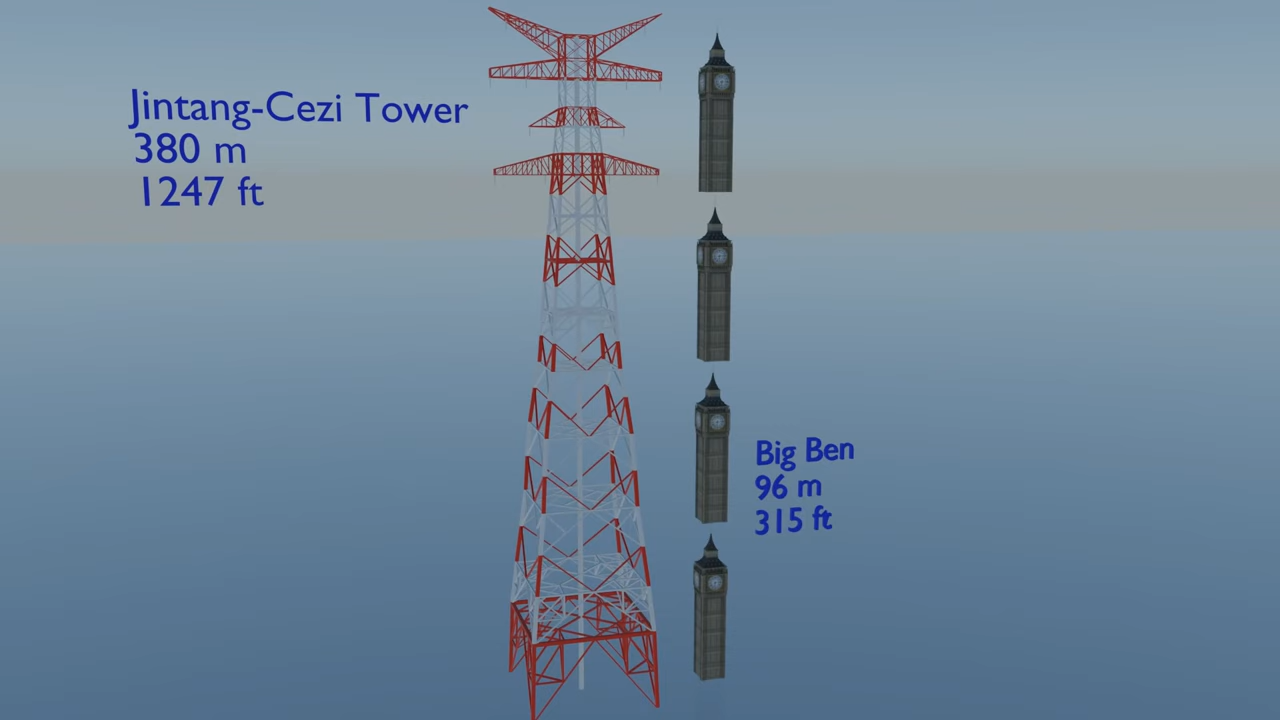 Jintang-Cezi Tower
380 m
1247 ft
Big Ben
96 m
315 ft